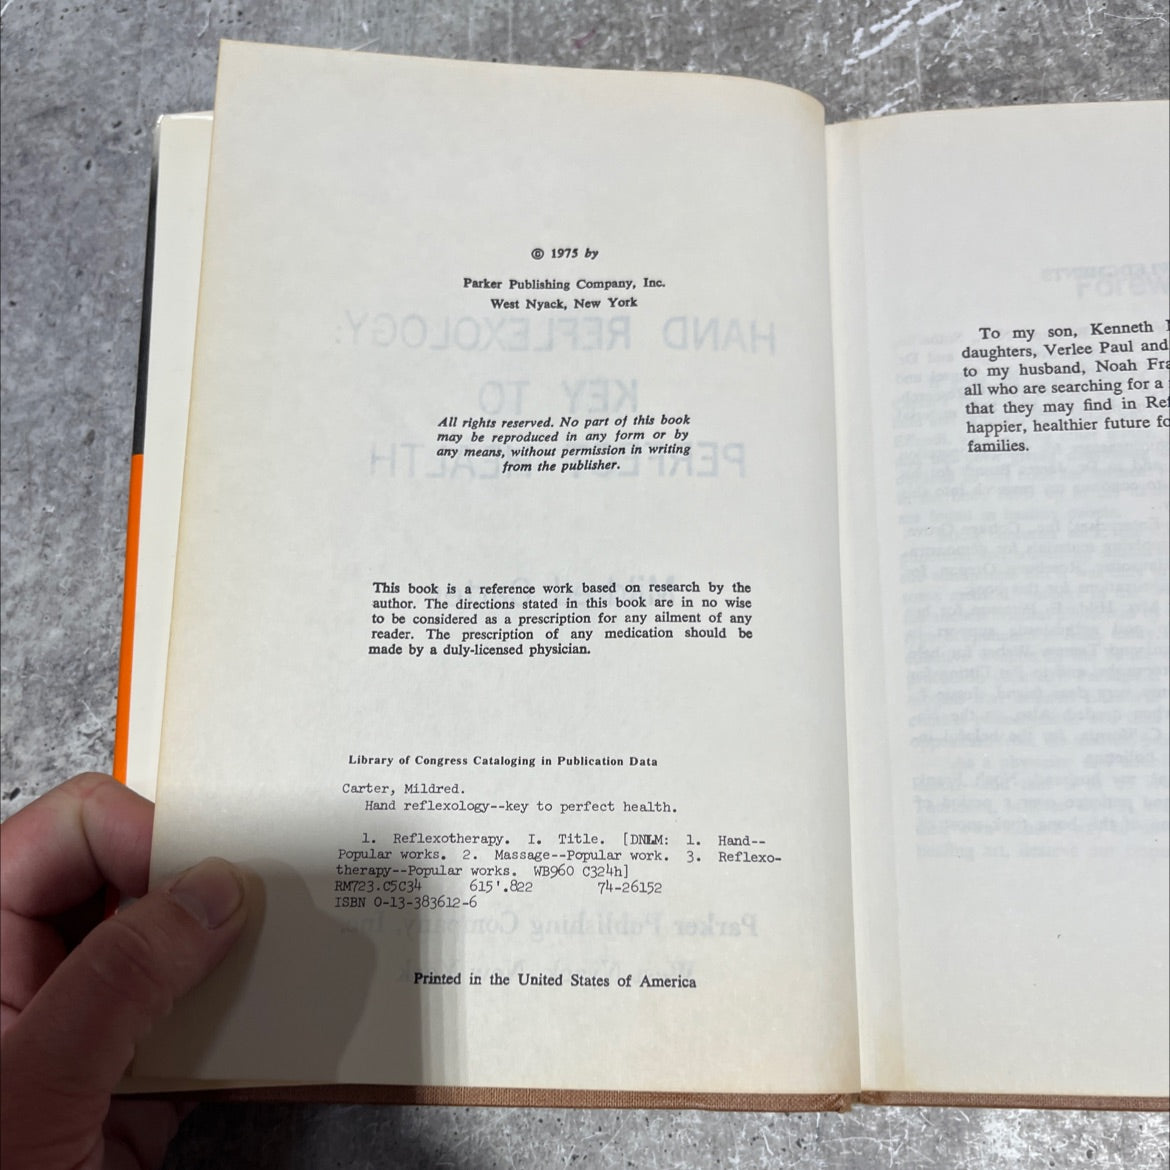 © 1975 by
Parker Publishing Company, Inc.
West Nyack, New York
All rights reserved. No part of this book
may be reproduced in any form or by
any means, without permission in writing
from the publisher.
This book is a reference work based on research by the
author. The directions stated in this book are in no wise
to be considered as a prescription for any ailment of any
reader. The prescription of any medication should be
made by a duly-licensed physician.
Library of Congress Cataloging in Publication Data
Carter, Mildred.
Hand reflexology--key to perfect health.
1. Reflexotherapy. I. Title. [DNLM: 1. Hand--
Popular works. 2. Massage--Popular work. 3. Reflexo-
therapy--Popular works. WB960 C324h]
RM723.C5C34 615'.822 74-26152
ISBN 0-13-383612-6
Printed in the United States of America
To my son, Kenneth
daughters, Verlee Paul and
to my husband, Noah
all who are searching for a
that they may find in
happier, healthier future
families.